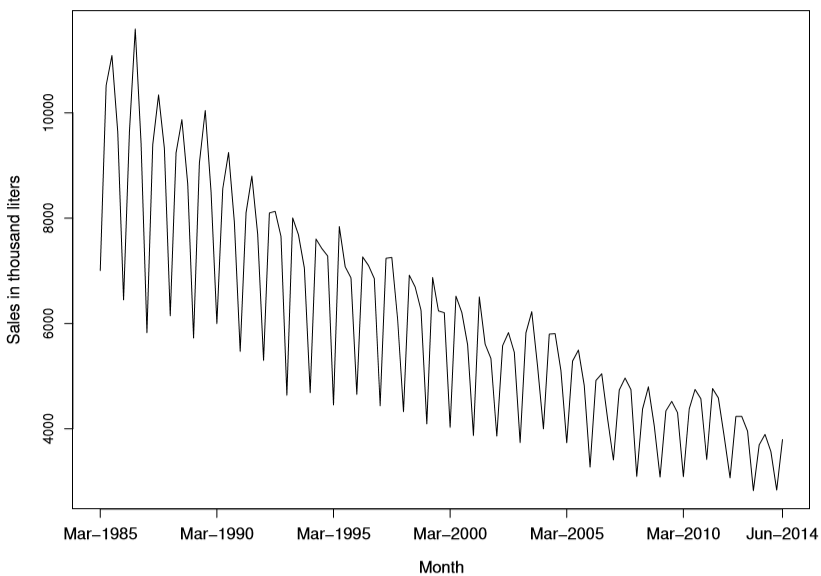 10000
8000
6000
4000
Sales in thousand liters
Mar−1985 Mar−1990 Mar−1995 Mar−2000 Mar−2005 Mar−2010 Jun−2014
Month